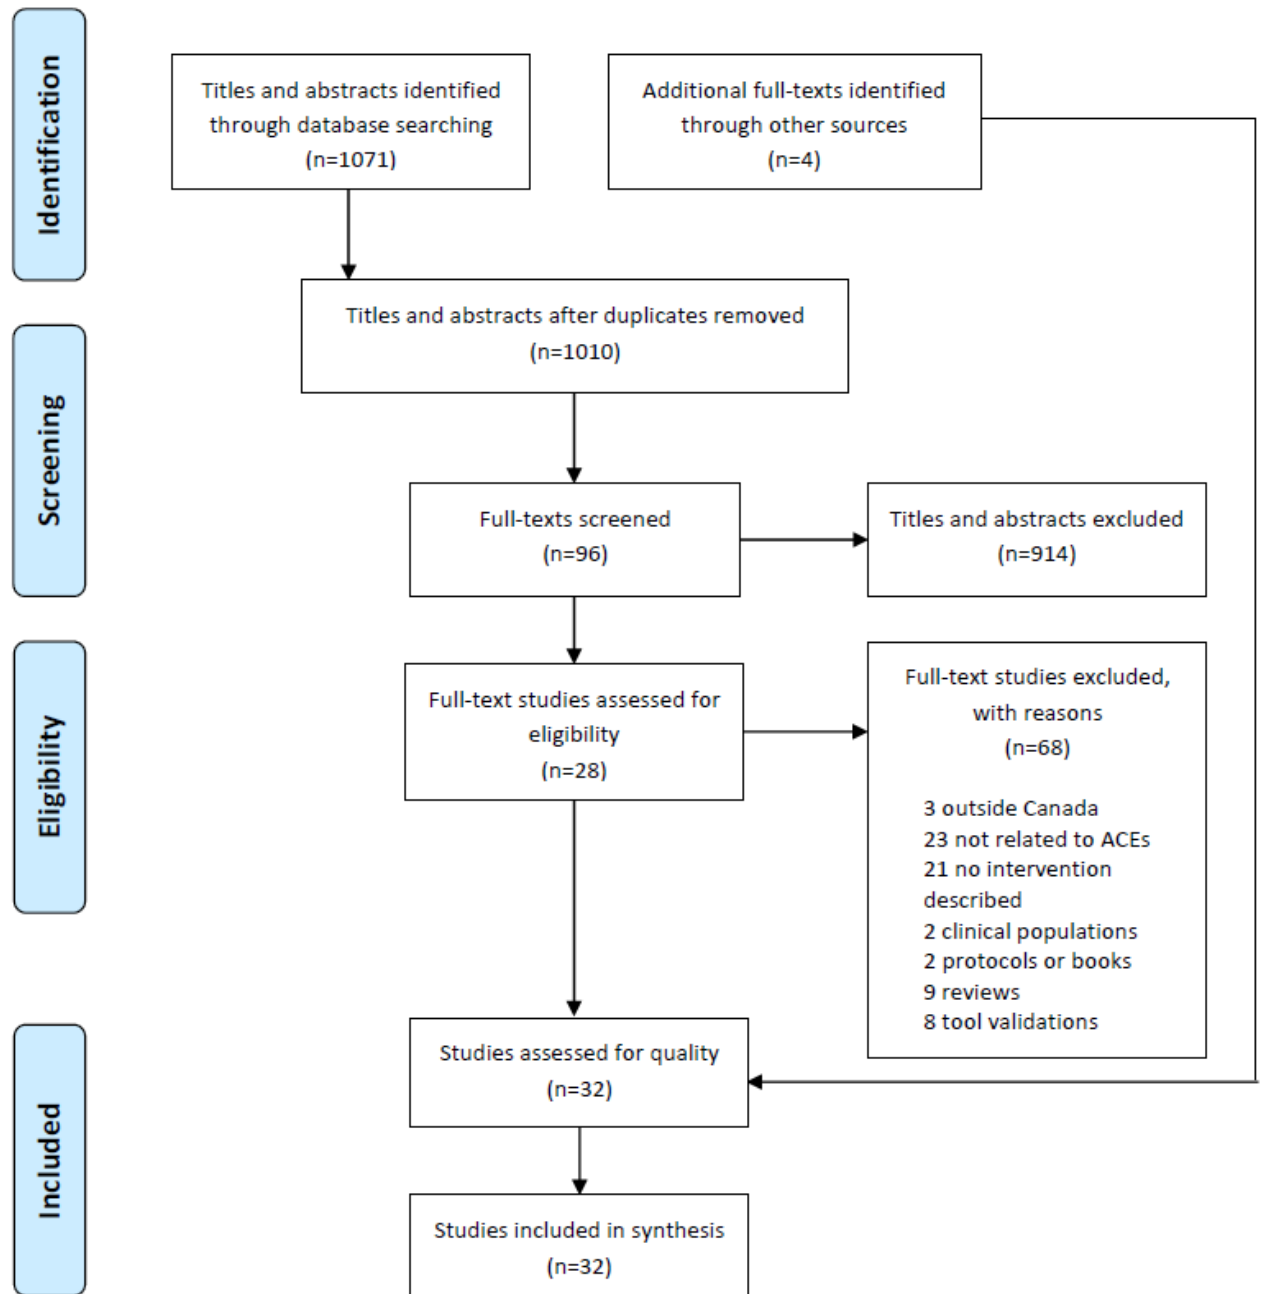 Identification
Titles and abstracts identified
through database searching
(n=1071)
Additional full-texts identified
through other sources
(n=4)
Titles and abstracts after duplicates removed
(n=1010)
Screening
Full-texts screened
(n=96)
Titles and abstracts excluded
(n=914)
Eligibility
Full-text studies assessed for
eligibility
(n=28)
Full-text studies excluded,
with reasons
(n=68)
3 outside Canada
23 not related to ACEs
21 no intervention
described
2 clinical populations
2 protocols or books
9 reviews
8 tool validations
Included
Studies assessed for quality
(n=32)
Studies included in synthesis
(n=32)